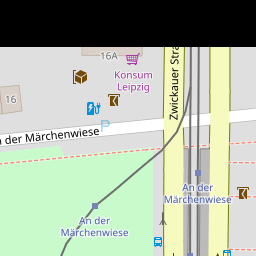 16A
Konsum
Leipzig
16
Zwickauer Stra
n der Märchenwiese
P
An der
Märchenwiese
An der
Märchenwiese